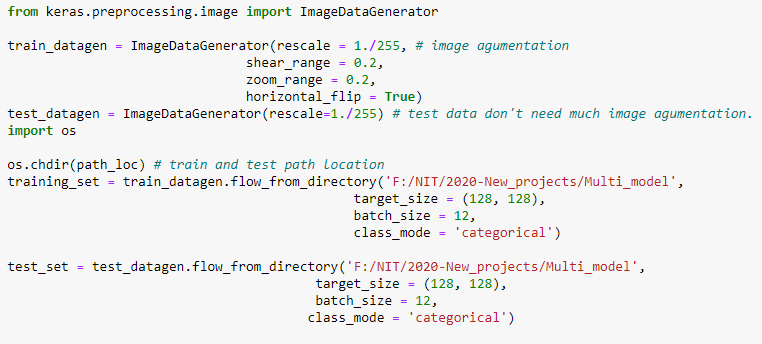 from keras.preprocessing.image import ImageDataGenerator
train_datagen = ImageDataGenerator(rescale = 1./255, # image agumentation
shear_range = 0.2,
zoom_range = 0.2,
horizontal_flip = True)
test_datagen = ImageDataGenerator(rescale=1./255) # test data don't need much image agumentation.
import os
os.chdir(path_loc) # train and test path location
training_set = train_datagen.flow_from_directory('F:/NIT/2020-New_projects/Multi_model',
target_size = (128, 128),
batch_size = 12,
class_mode = 'categorical')
test_set = test_datagen.flow_from_directory('F:/NIT/2020-New_projects/Multi_model',
target_size = (128, 128),
batch_size = 12,
class_mode = 'categorical')